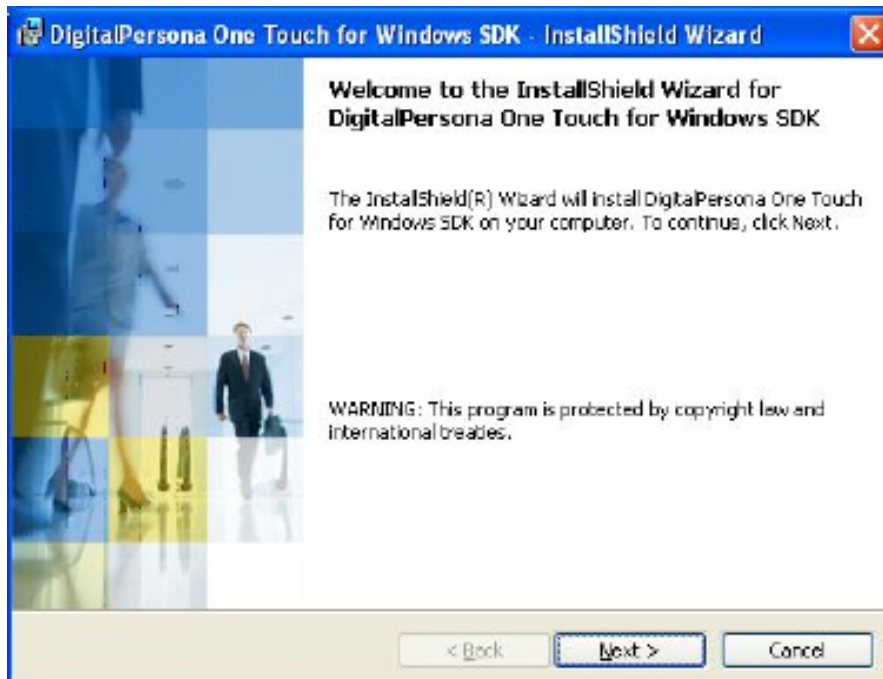 DigitalPersona One Touch for Windows SDK - InstallShield Wizard
Welcome to the InstallShield Wizard for
DigitalPersona One Touch for Windows SDK
The InstallShield(R) Wizard will install DigitalPersona One Touch
for Windows SDK on your computer. To continue, click Next.
WARNING: This program is protected by copyright law and
international treaties.
< Back
Next >
Cancel